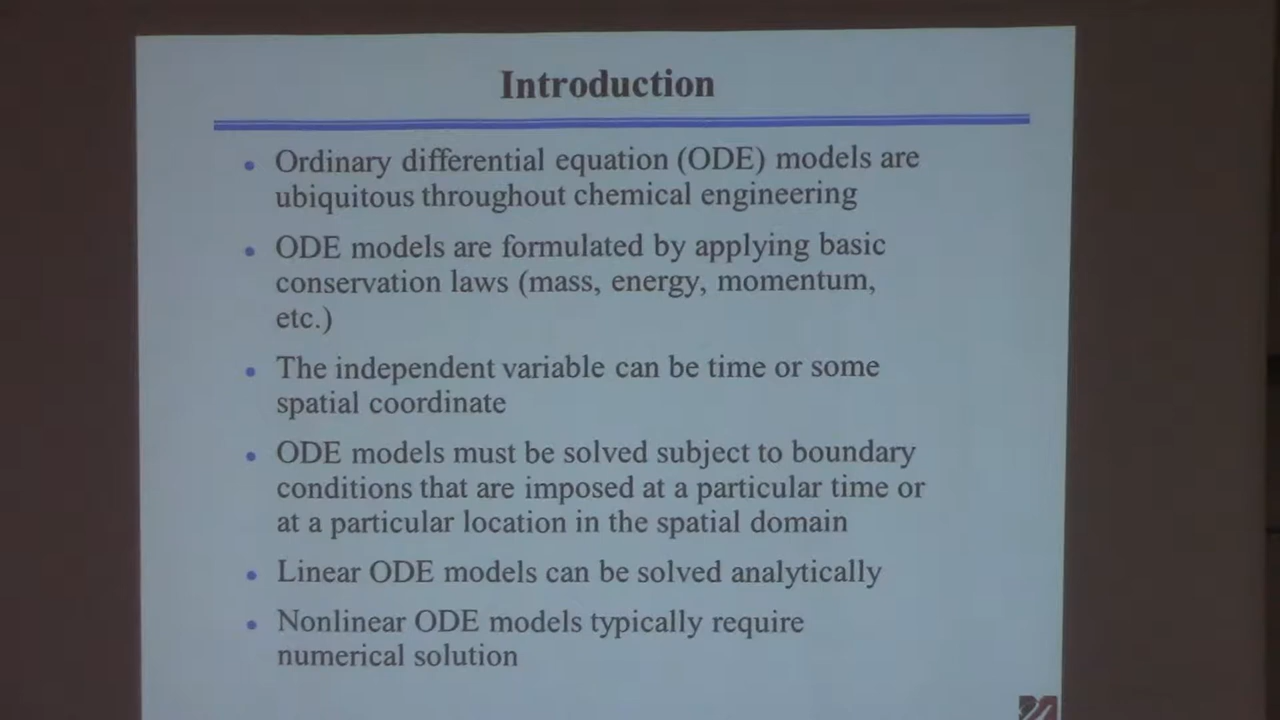 Introduction
• Ordinary differential equation (ODE) models are
ubiquitous throughout chemical engineering
• ODE models are formulated by applying basic
conservation laws (mass, energy, momentum,
etc.)
• The independent variable can be time or some
spatial coordinate
• ODE models must be solved subject to boundary
conditions that are imposed at a particular time or
at a particular location in the spatial domain
• Linear ODE models can be solved analytically
• Nonlinear ODE models typically require
numerical solution